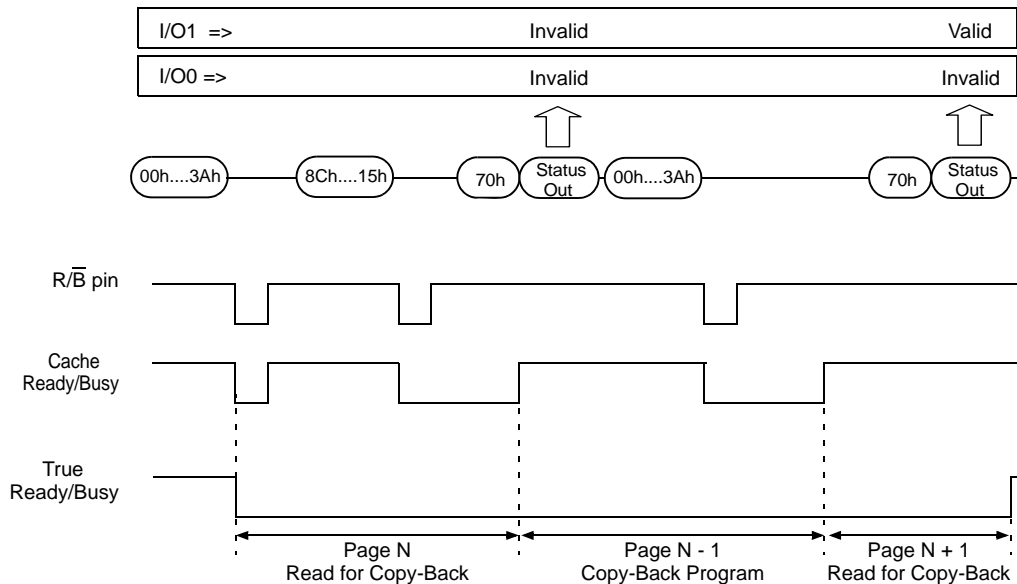 I/O1 => Invalid Valid
I/O0 => Invalid Invalid
00h....3Ah 8Ch....15h 70h Status Out 00h....3Ah 70h Status Out
R/B̅ pin
Cache
Ready/Busy
True
Ready/Busy
Page N Page N - 1 Page N + 1
Read for Copy-Back Copy-Back Program Read for Copy-Back